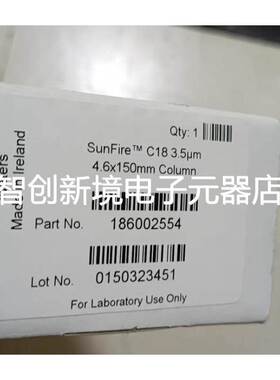 Qty: 1
SunFire™ C18 3.5µm
4.6x150mm Column
Made in Ireland
智创新境电子元器店
Part No. 186002554
Lot No. 0150323451
For Laboratory Use Only